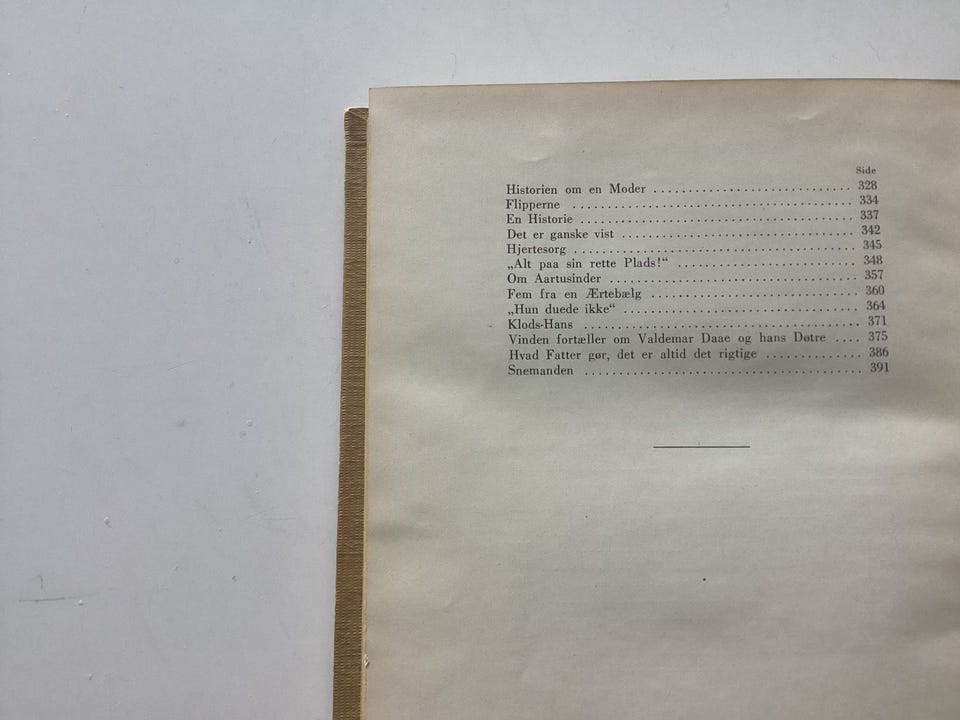 Side
Historien om en Moder ............................ 328
Flipperne ........................................ 334
En Historie ....................................... 337
Det er ganske vist .................................. 342
Hjertesorg ......................................... 345
„Alt paa sin rette Plads!“ .......................... 348
Om Aartusinder ..................................... 357
Fem fra en Ærtebælg ............................... 360
„Hun duede ikke“ ................................... 364
Klods-Hans ........................................ 371
Vinden fortæller om Valdemar Daae og hans Døtre .... 375
Hvad Fatter gør, det er altid det rigtige .............. 386
Snemanden ........................................ 391